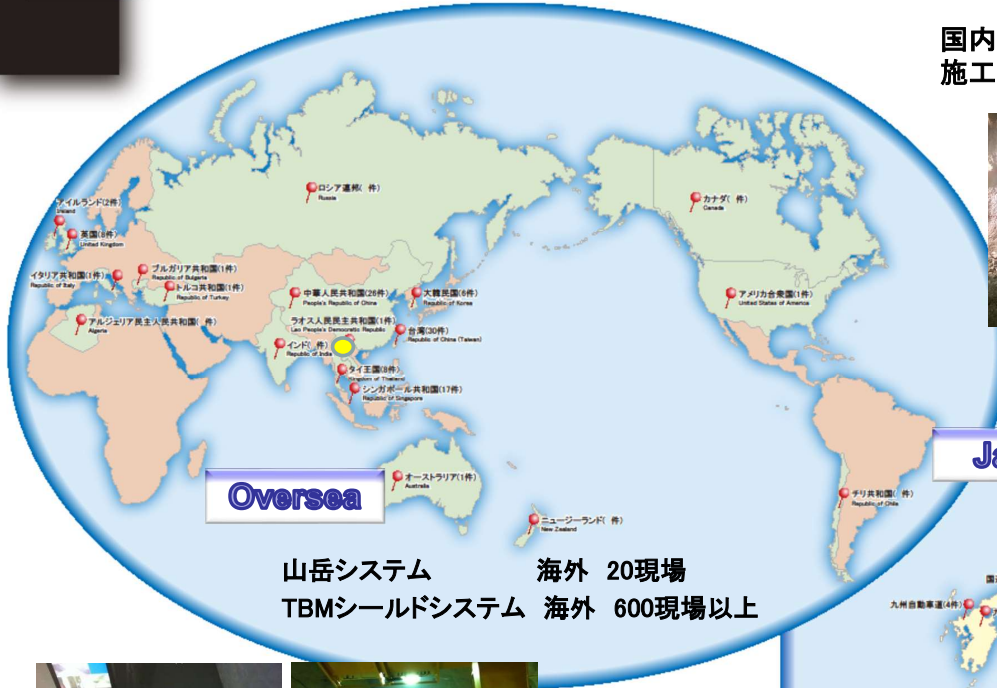 国内
施工
ロシア連邦( 件)
Russia
カナダ( 件)
Canada
アイルランド(2件)
Ireland
英国(8件)
United Kingdom
イタリア共和国(1件)
Republic of Italy
ブルガリア共和国(1件)
Republic of Bulgaria
トルコ共和国(1件)
Republic of Turkey
中華人民共和国(26件)
People's Republic of China
大韓民国(6件)
Republic of Korea
アメリカ合衆国(1件)
United States of America
アルジェリア民主人民共和国( 件)
Algeria
ラオス人民民主共和国(1件)
Lao People's Democratic Republic
台湾(30件)
Republic of China (Taiwan)
インド( 件)
Republic of India
タイ王国(8件)
Kingdom of Thailand
シンガポール共和国(17件)
Republic of Singapore
Oversea
オーストラリア(1件)
Australia
ニュージーランド( 件)
New Zealand
チリ共和国( 件)
Republic of Chile
Ja
山岳システム 海外 20現場
TBMシールドシステム 海外 600現場以上
九州自動車道(4件)